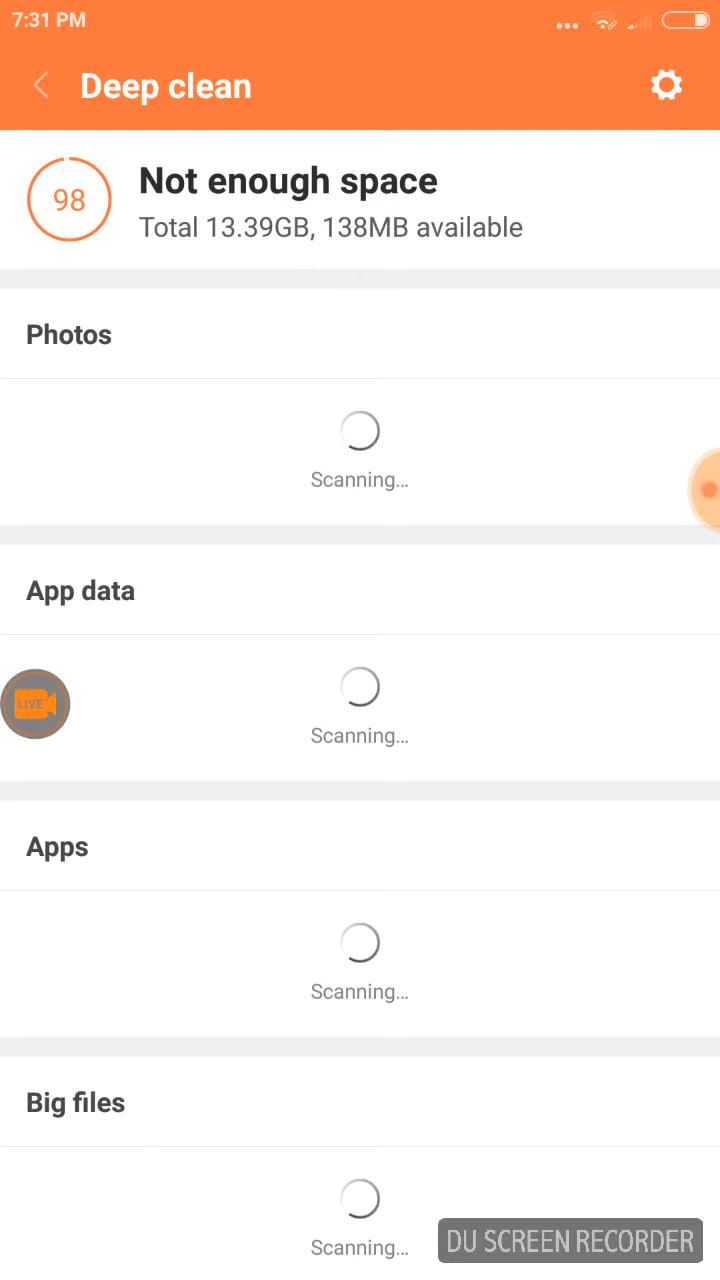 7:31 PM
Deep clean
98
Not enough space
Total 13.39GB, 138MB available
Photos
Scanning...
App data
LIVE
Scanning...
Apps
Scanning...
Big files
Scanning...
DU SCREEN RECORDER